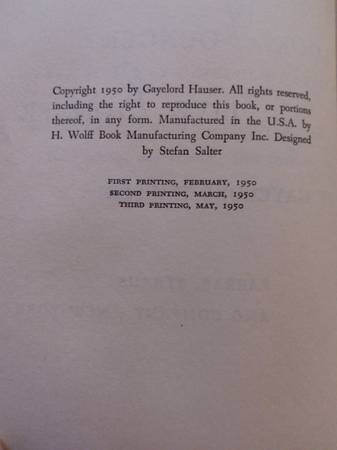 Copyright 1950 by Gayelord Hauser. All rights reserved,
including the right to reproduce this book, or portions
thereof, in any form. Manufactured in the U.S.A. by
H. Wolff Book Manufacturing Company Inc. Designed
by Stefan Salter
FIRST PRINTING, FEBRUARY, 1950
SECOND PRINTING, MARCH, 1950
THIRD PRINTING, MAY, 1950